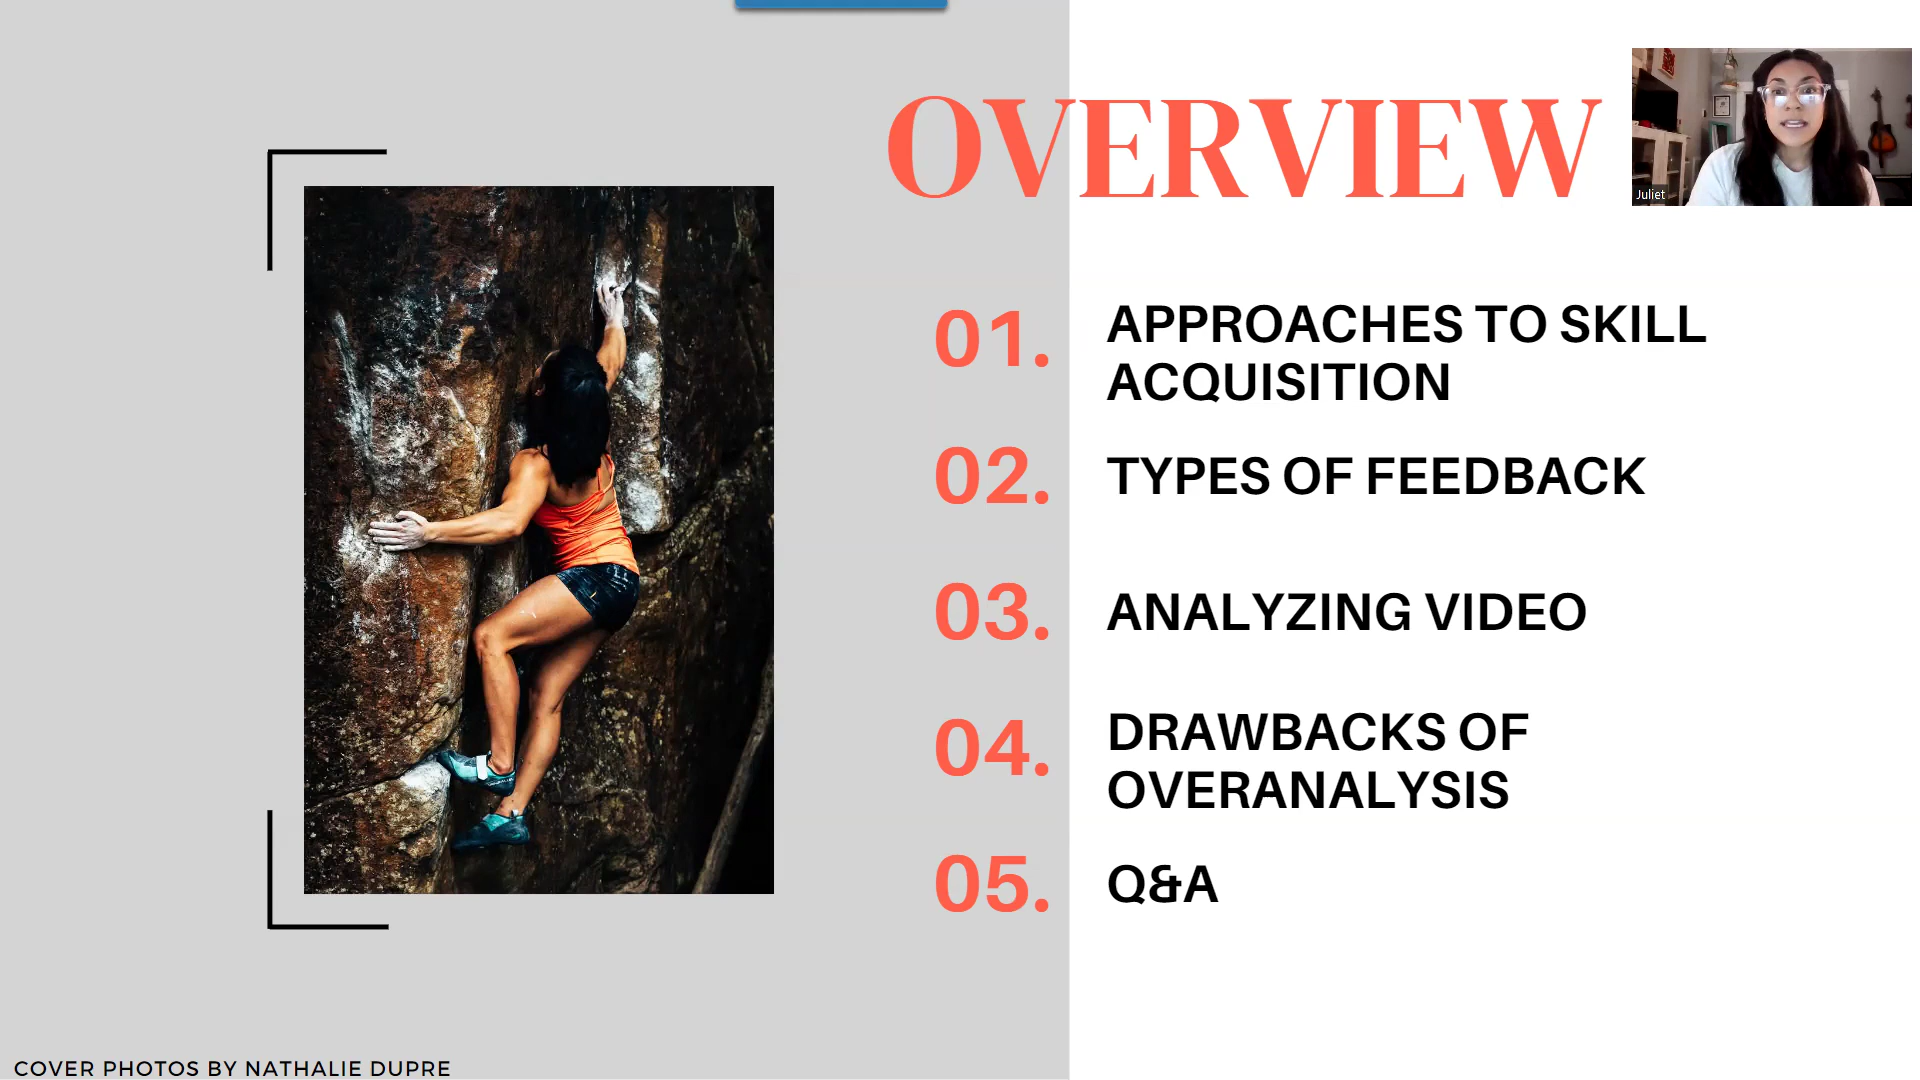 OVERVIEW
Juliet
01. APPROACHES TO SKILL
ACQUISITION
02. TYPES OF FEEDBACK
03. ANALYZING VIDEO
04. DRAWBACKS OF
OVERANALYSIS
05. Q&A
COVER PHOTOS BY NATHALIE DUPRE